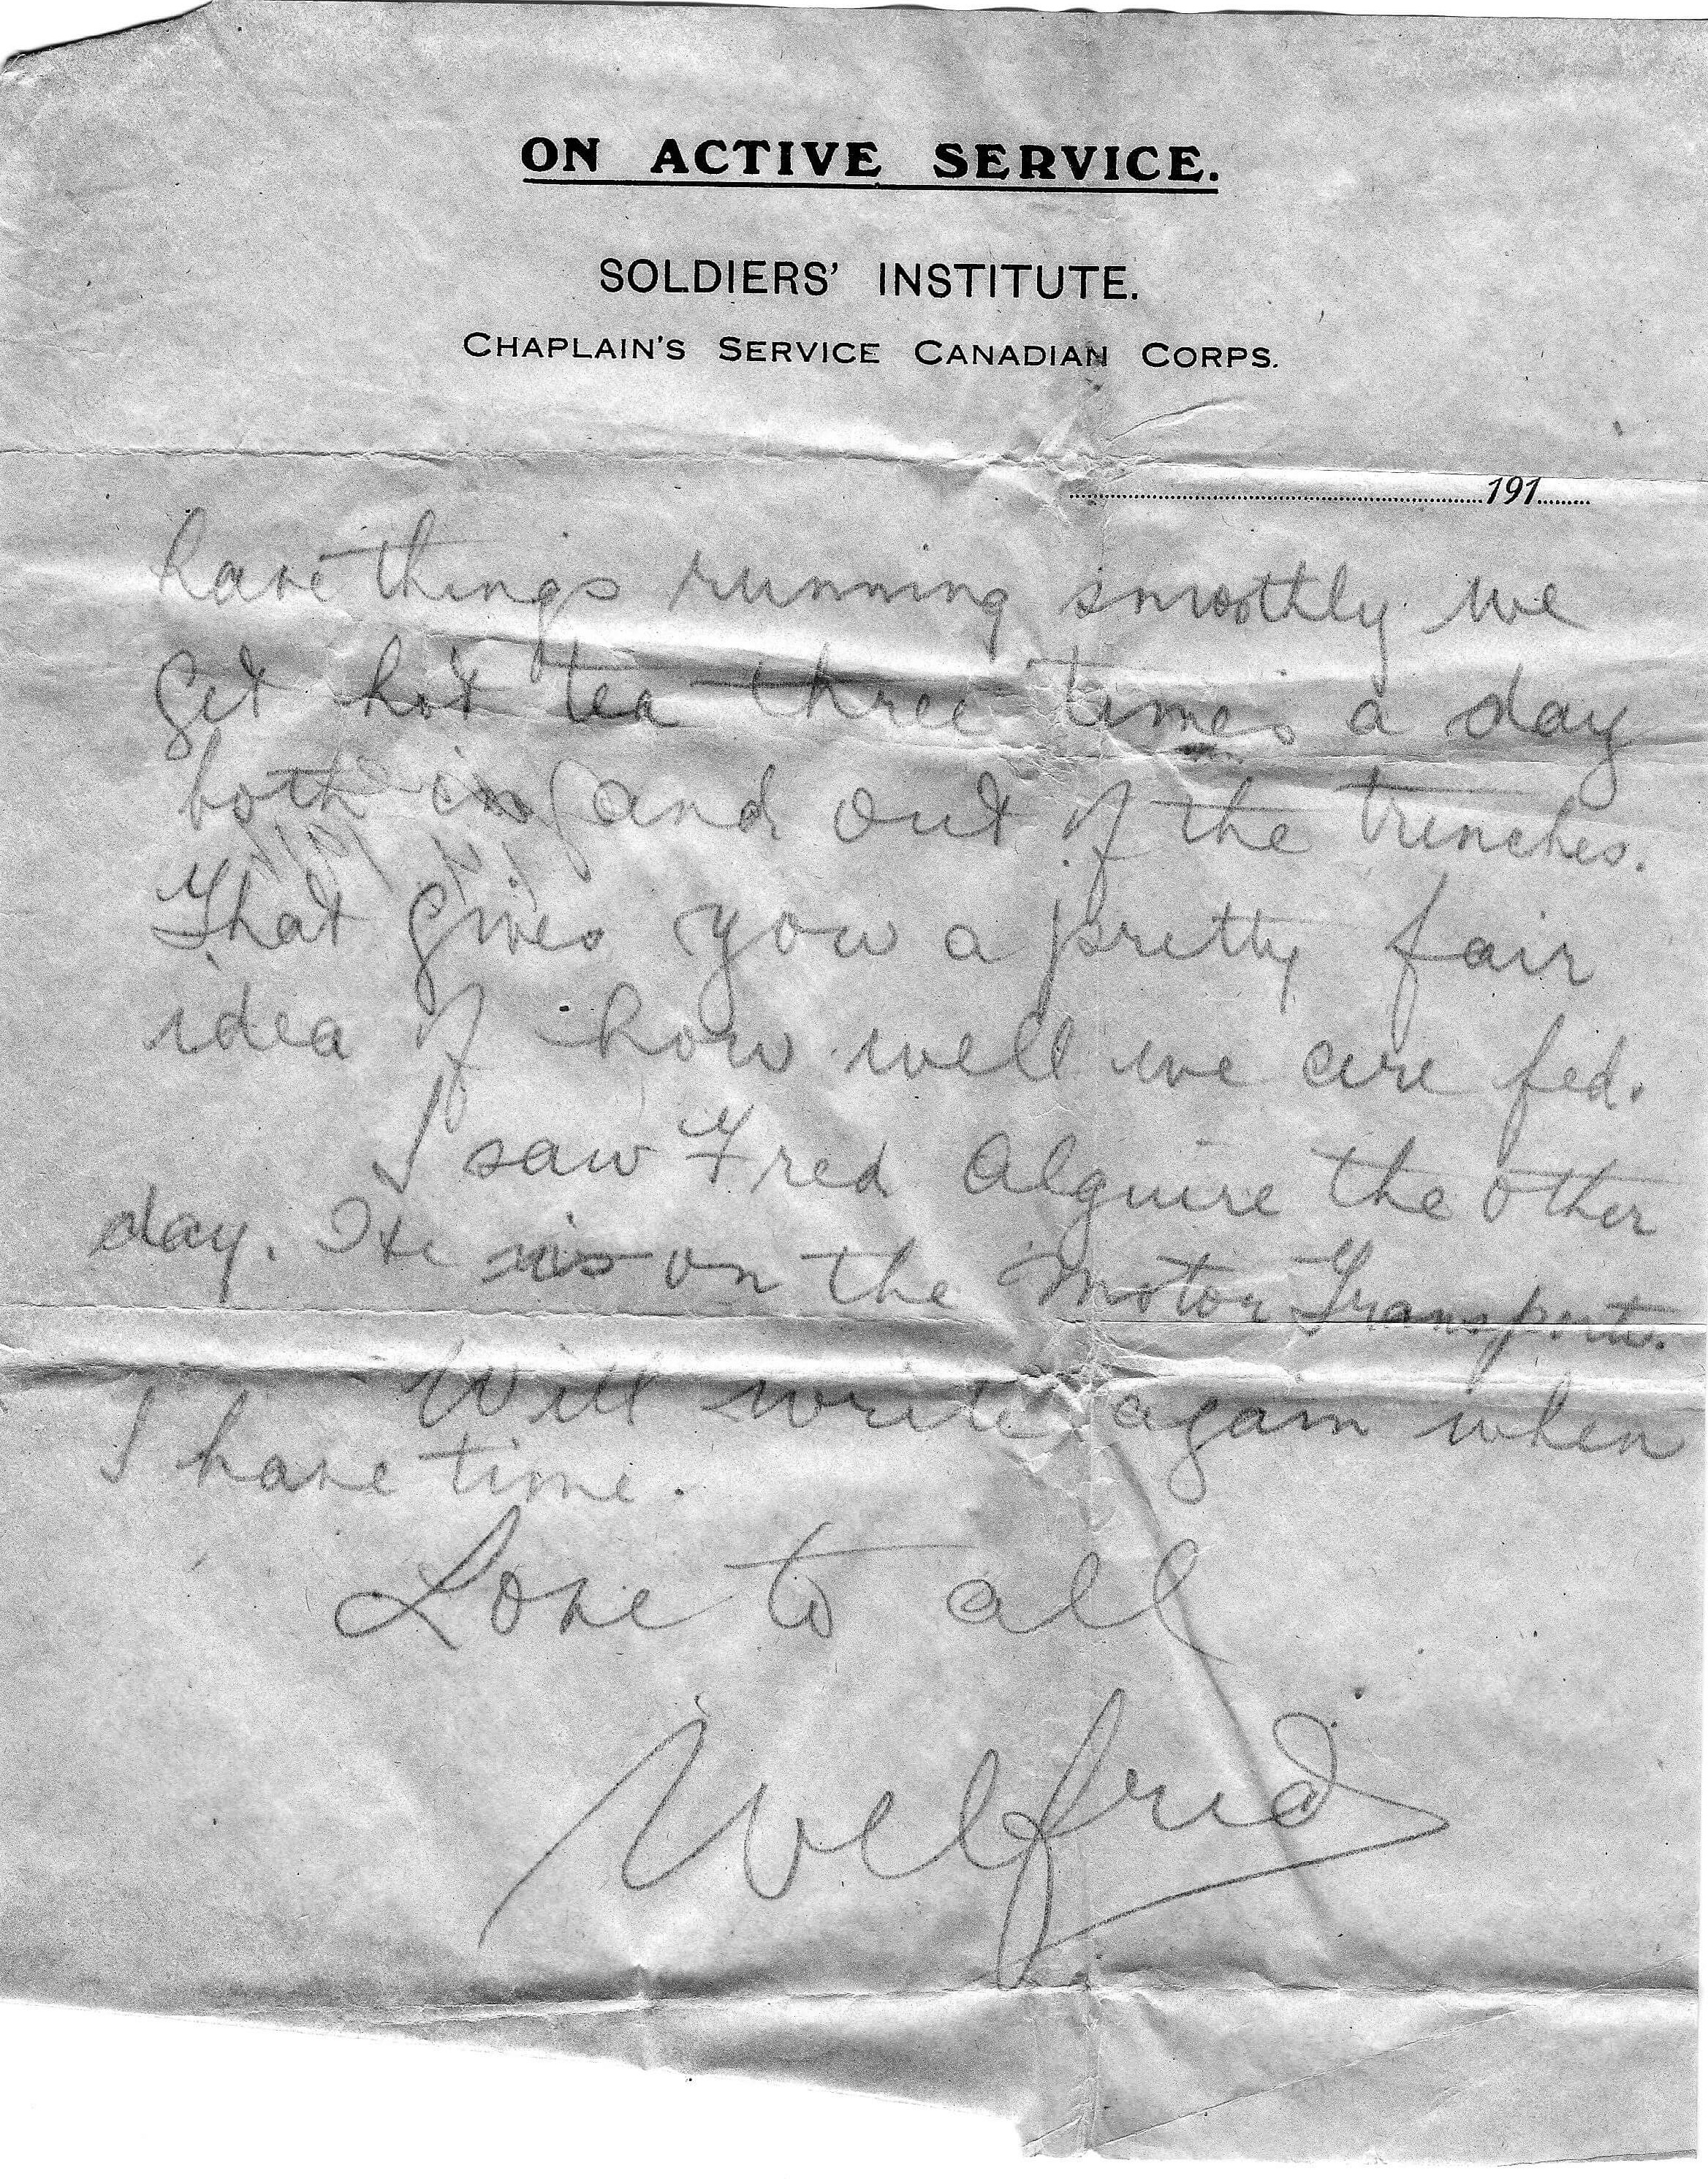 ON ACTIVE SERVICE.
SOLDIERS' INSTITUTE.
CHAPLAIN'S SERVICE CANADIAN CORPS.
191
have things running smoothly we
get hot tea three times a day
both in and out of the trenches.
That gives you a pretty fair
idea of how well we are fed.
I saw Fred Alguire the other
day. He is on the Motor Transports.
Will write again when
I have time.
Love to all
Wilfrid